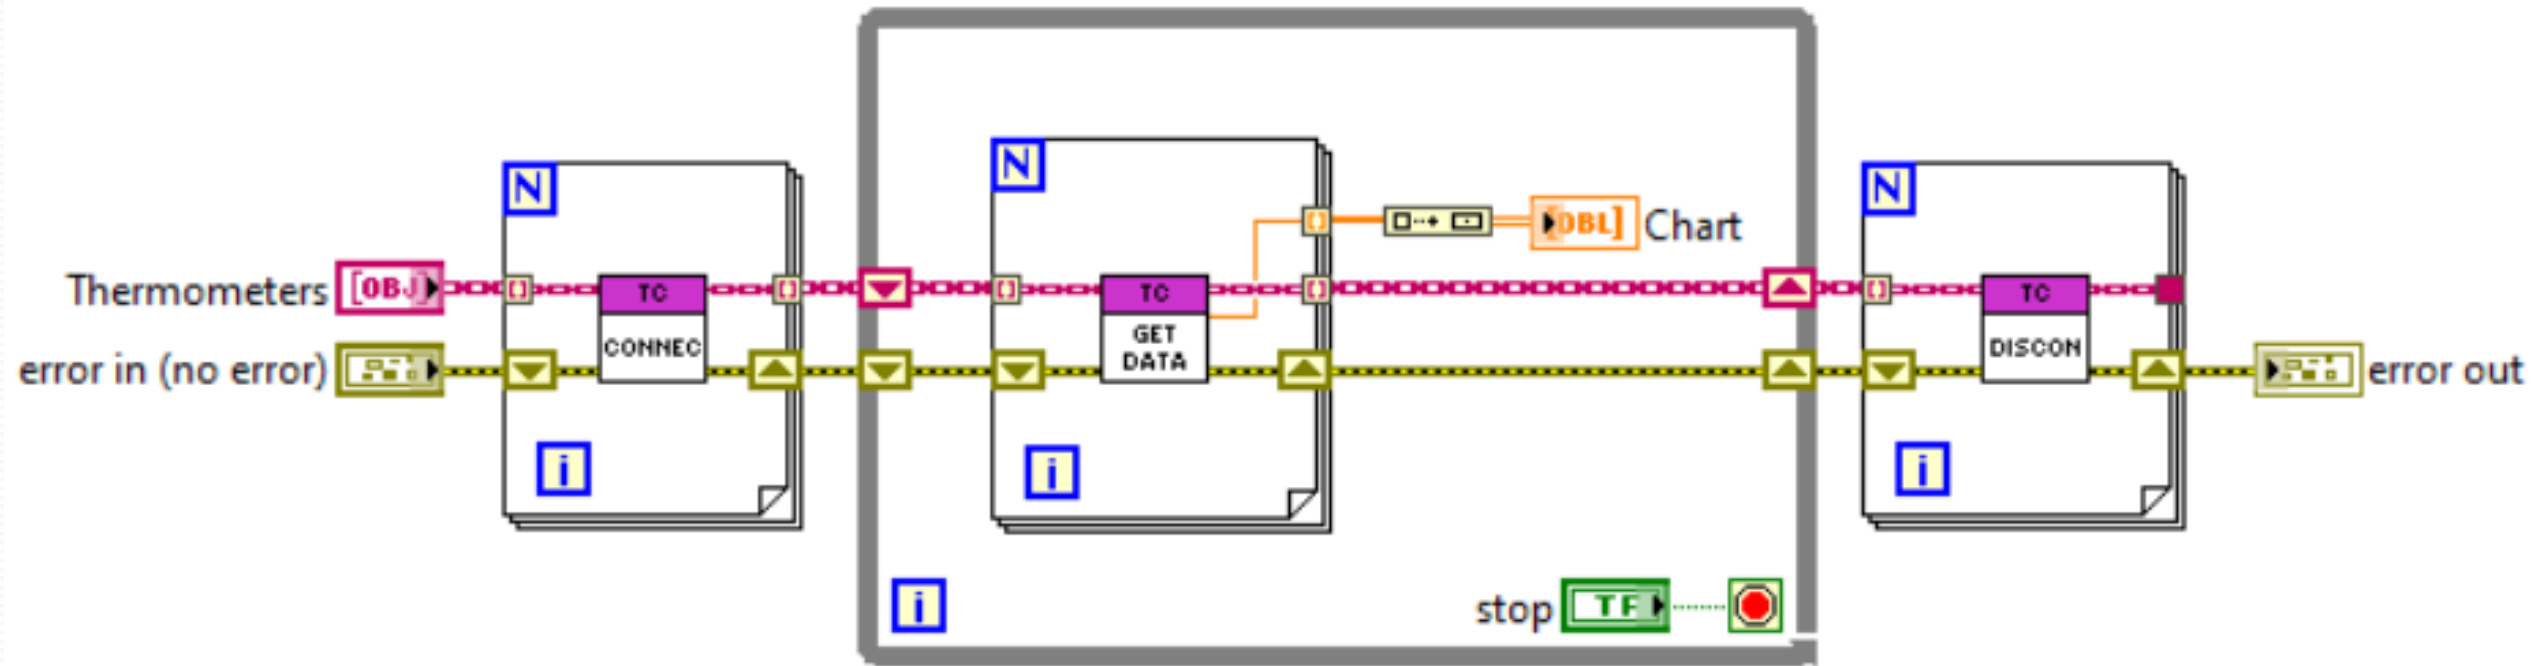 N
N
N
Chart
[DBL]
Thermometers
[OBJ]
TC
CONNEC
TC
GET
DATA
TC
DISCON
error in (no error)
error out
i
i
i
i
stop
TF